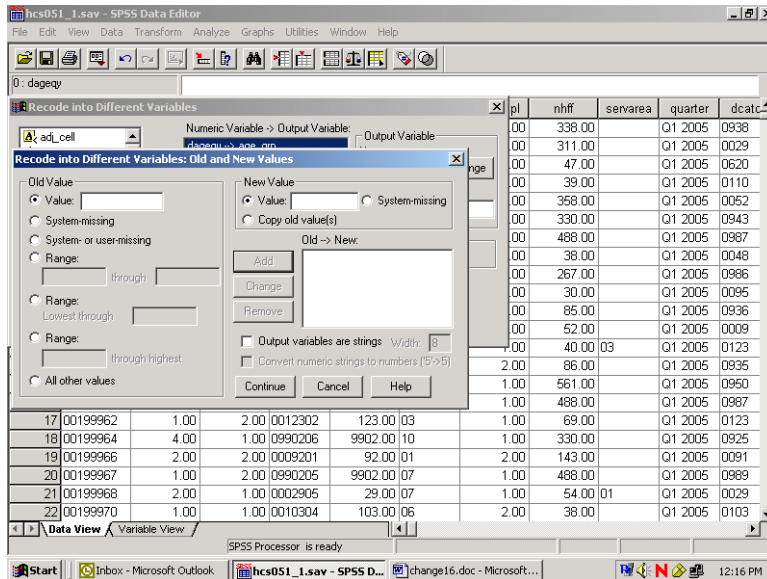 hcs051_1.sav - SPSS Data Editor
File Edit View Data Transform Analyze Graphs Utilities Window Help
0 : dageqy
pl nhff servarea quarter dcatc
Recode into Different Variables
adj_cell
Numeric Variable -> Output Variable:
Output Variable
dageqy --> age_grp
nge
Recode into Different Variables: Old and New Values
Old Value
Value:
System-missing
System- or user-missing
Range:
through
Range:
Lowest through
Range:
through highest
All other values
New Value
Value:
System-missing
Copy old value(s)
Old --> New:
Add
Change
Remove
Output variables are strings Width: 8
Convert numeric strings to numbers ('5'->5)
Continue Cancel Help
.00 338.00 Q1 2005 0938
.00 311.00 Q1 2005 0029
.00 47.00 Q1 2005 0620
.00 39.00 Q1 2005 0110
.00 358.00 Q1 2005 0052
.00 330.00 Q1 2005 0943
.00 488.00 Q1 2005 0987
.00 38.00 Q1 2005 0048
.00 267.00 Q1 2005 0986
.00 30.00 Q1 2005 0095
.00 85.00 Q1 2005 0936
.00 52.00 Q1 2005 0009
.00 40.00 03 Q1 2005 0123
2.00 86.00 Q1 2005 0935
1.00 561.00 Q1 2005 0950
1.00 488.00 Q1 2005 0987
17 00199962 1.00 2.00 0012302 123.00 03 1.00 69.00 Q1 2005 0123
18 00199964 4.00 1.00 0990206 9902.00 10 1.00 330.00 Q1 2005 0925
19 00199966 2.00 2.00 0009201 92.00 01 2.00 143.00 Q1 2005 0091
20 00199967 1.00 2.00 0990205 9902.00 07 1.00 488.00 Q1 2005 0989
21 00199968 2.00 1.00 0002905 29.00 07 1.00 54.00 01 Q1 2005 0029
22 00199970 1.00 1.00 0010304 103.00 06 2.00 38.00 Q1 2005 0103
Data View Variable View
SPSS Processor is ready
Start Inbox - Microsoft Outlook hcs051_1.sav - SPSS D... change16.doc - Microsoft... 12:16 PM